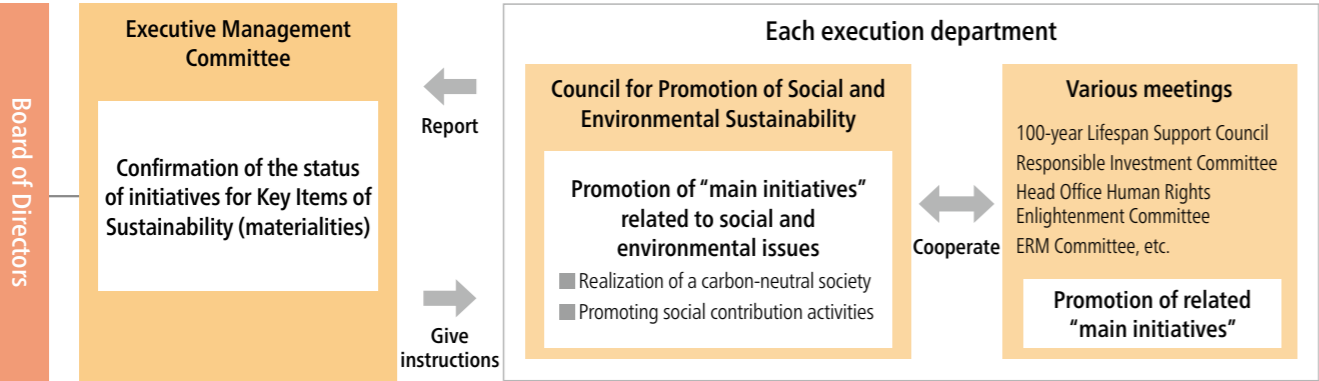 Board of Directors
Executive Management
Committee
Confirmation of the status
of initiatives for Key Items of
Sustainability (materialities)
Report
Give
instructions
Each execution department
Council for Promotion of Social and
Environmental Sustainability
Promotion of “main initiatives”
related to social and
environmental issues
Realization of a carbon-neutral society
Promoting social contribution activities
Cooperate
Various meetings
100-year Lifespan Support Council
Responsible Investment Committee
Head Office Human Rights
Enlightenment Committee
ERM Committee, etc.
Promotion of related
“main initiatives”